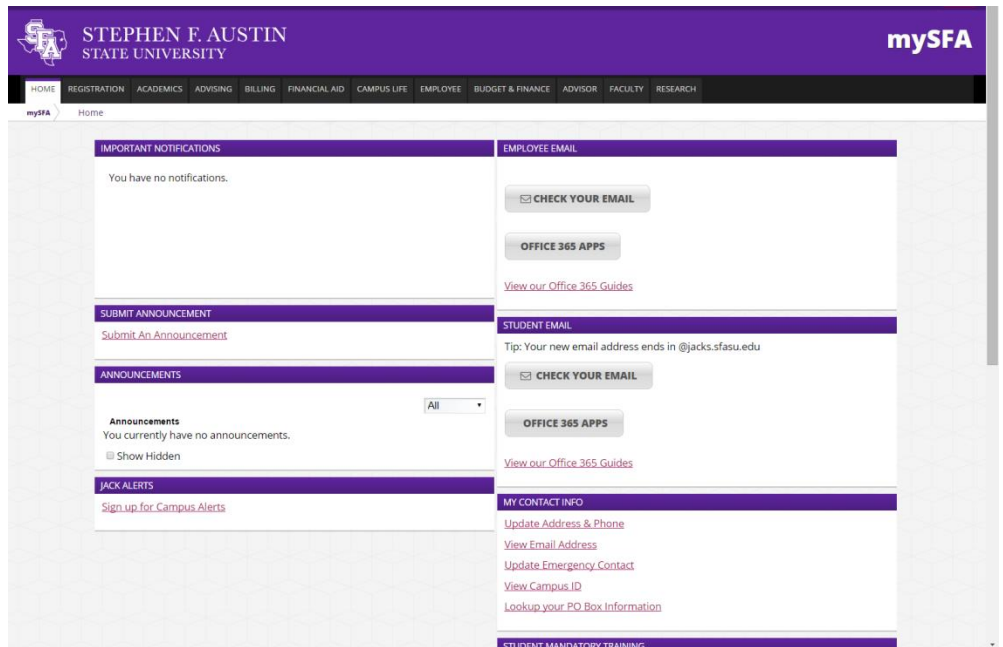 SFA
STEPHEN F. AUSTIN
STATE UNIVERSITY
mySFA
HOME REGISTRATION ACADEMICS ADVISING BILLING FINANCIAL AID CAMPUS LIFE EMPLOYEE BUDGET & FINANCE ADVISOR FACULTY RESEARCH
mySFA Home
IMPORTANT NOTIFICATIONS
You have no notifications.
SUBMIT ANNOUNCEMENT
Submit An Announcement
ANNOUNCEMENTS
All
Announcements
You currently have no announcements.
Show Hidden
JACK ALERTS
Sign up for Campus Alerts
EMPLOYEE EMAIL
CHECK YOUR EMAIL
OFFICE 365 APPS
View our Office 365 Guides
STUDENT EMAIL
Tip: Your new email address ends in @jacks.sfasu.edu
CHECK YOUR EMAIL
OFFICE 365 APPS
View our Office 365 Guides
MY CONTACT INFO
Update Address & Phone
View Email Address
Update Emergency Contact
View Campus ID
Lookup your PO Box Information
STUDENT MANDATORY TRAINING